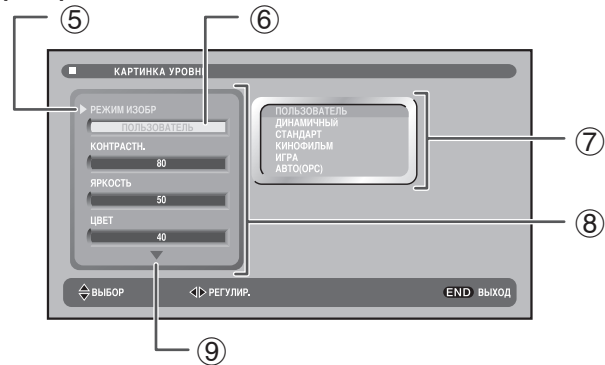 ⑤ ⑥
КАРТИНКА УРОВНИ
РЕЖИМ ИЗОБР
ПОЛЬЗОВАТЕЛЬ
КОНТРАСТН.
80
ЯРКОСТЬ
50
ЦВЕТ
40
ПОЛЬЗОВАТЕЛЬ
ДИНАМИЧНЫЙ
СТАНДАРТ
КИНОФИЛЬМ
ИГРА
АВТО(OPC)
⑦
⑧
ВЫБОР РЕГУЛИР. END ВЫХОД
⑨